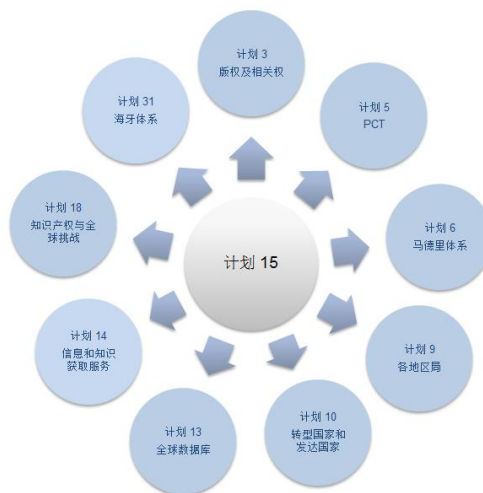 计划 3
版权及相关权
计划 5
PCT
计划 6
马德里体系
计划 9
各地区局
计划 10
转型国家和
发达国家
计划 13
全球数据库
计划 14
信息和知识
获取服务
计划 18
知识产权与全
球挑战
计划 31
海牙体系
计划 15